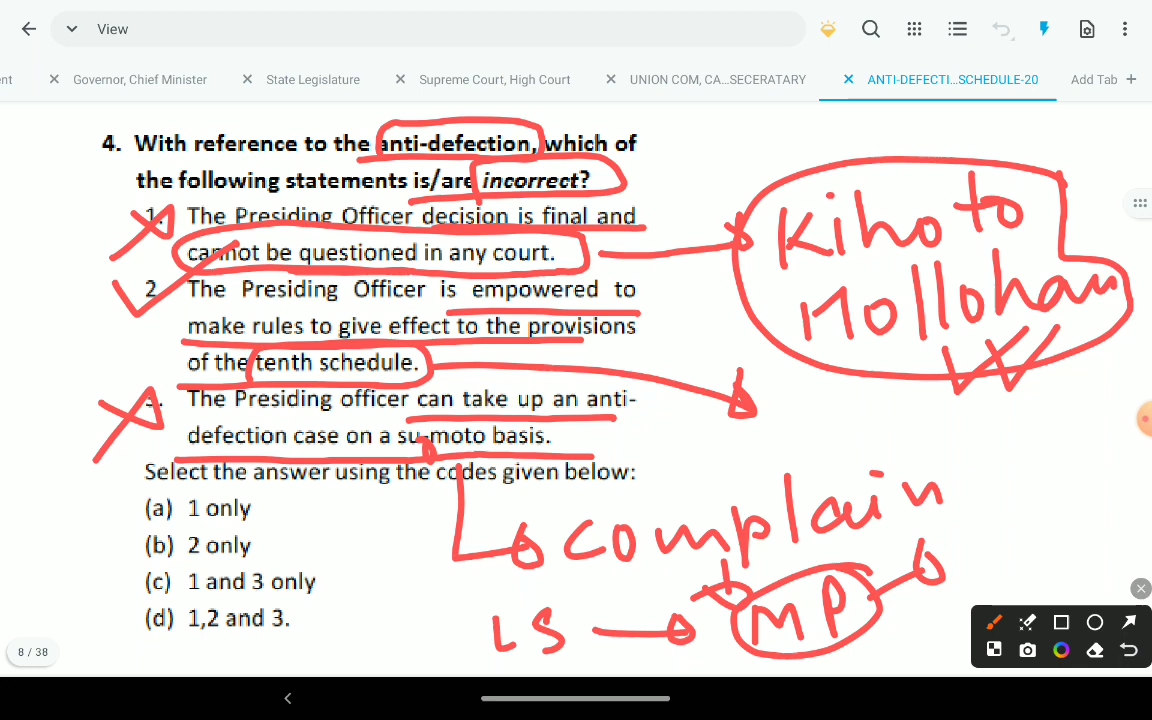 View
nt
Governor, Chief Minister
State Legislature
Supreme Court, High Court
UNION COM, CA...SECERATARY
ANTI-DEFECTI...SCHEDULE-20
Add Tab +
4. With reference to the anti-defection, which of
the following statements is/are incorrect?
1. The Presiding Officer decision is final and
cannot be questioned in any court.
2. The Presiding Officer is empowered to
make rules to give effect to the provisions
of the tenth schedule.
3. The Presiding officer can take up an anti-
defection case on a su-moto basis.
Select the answer using the codes given below:
(a) 1 only
(b) 2 only
(c) 1 and 3 only
(d) 1,2 and 3.
Kihoto
Hollohan
complain
LS
MP
8 / 38